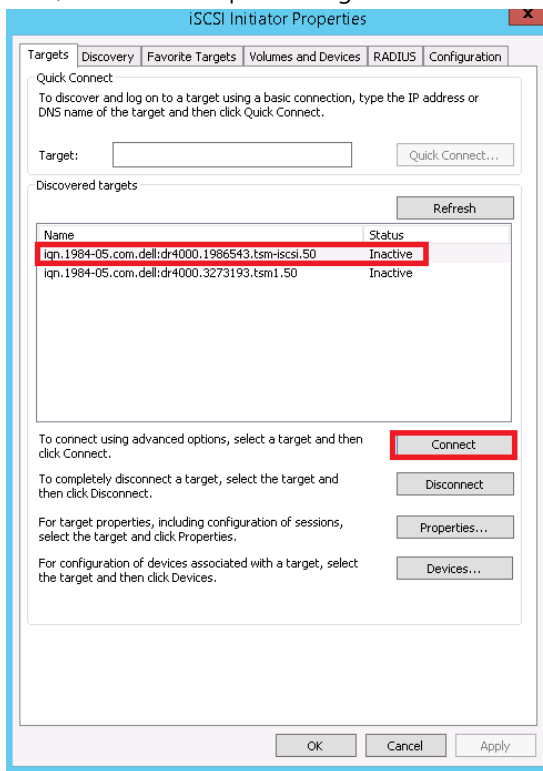 iSCSI Initiator Properties
X
Targets Discovery Favorite Targets Volumes and Devices RADIUS Configuration
Quick Connect
To discover and log on to a target using a basic connection, type the IP address or
DNS name of the target and then click Quick Connect.
Target:
Quick Connect...
Discovered targets
Refresh
Name Status
iqn.1984-05.com.dell:dr4000.1986543.tsm-iscsi.50 Inactive
iqn.1984-05.com.dell:dr4000.3273193.tsm1.50 Inactive
To connect using advanced options, select a target and then
click Connect.
Connect
To completely disconnect a target, select the target and
then click Disconnect.
Disconnect
For target properties, including configuration of sessions,
select the target and click Properties.
Properties...
For configuration of devices associated with a target, select
the target and then click Devices.
Devices...
OK Cancel Apply